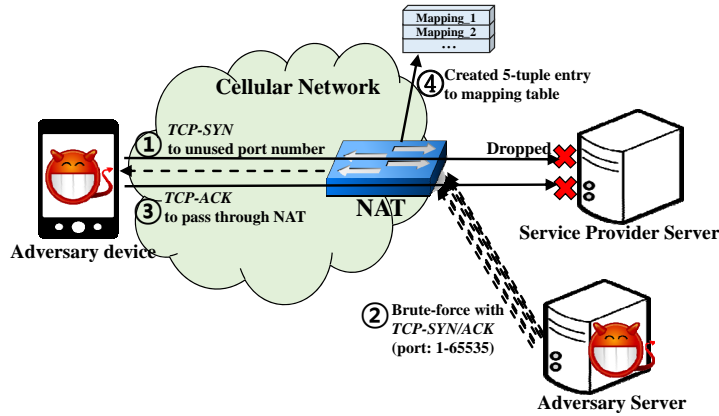 Mapping_1
Mapping_2
...
Cellular Network
④ Created 5-tuple entry
to mapping table
① TCP-SYN
to unused port number
Dropped
③ TCP-ACK
to pass through NAT
NAT
Adversary device
Service Provider Server
② Brute-force with
TCP-SYN/ACK
(port: 1-65535)
Adversary Server